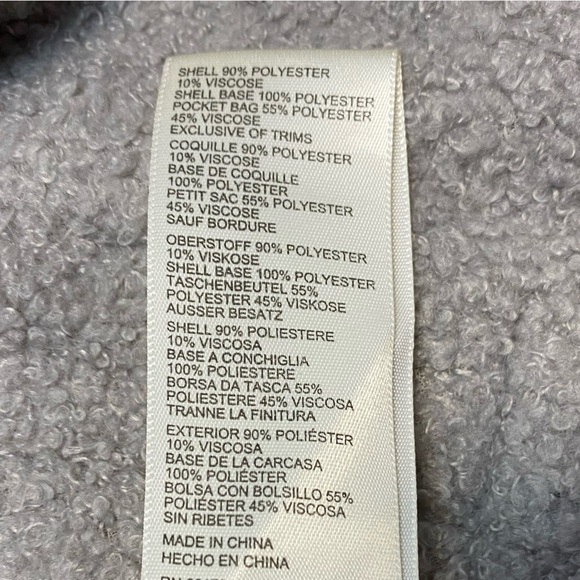 SHELL 90% POLYESTER
10% VISCOSE
SHELL BASE 100% POLYESTER
POCKET BAG 55% POLYESTER
45% VISCOSE
EXCLUSIVE OF TRIMS
COQUILLE 90% POLYESTER
10% VISCOSE
BASE DE COQUILLE
100% POLYESTER
PETIT SAC 55% POLYESTER
45% VISCOSE
SAUF BORDURE
OBERSTOFF 90% POLYESTER
10% VISKOSE
SHELL BASE 100% POLYESTER
TASCHENBEUTEL 55%
POLYESTER 45% VISKOSE
AUSSER BESATZ
SHELL 90% POLIESTERE
10% VISCOSA
BASE A CONCHIGLIA
100% POLIESTERE
BORSA DA TASCA 55%
POLIESTERE 45% VISCOSA
TRANNE LA FINITURA
EXTERIOR 90% POLIÉSTER
10% VISCOSA
BASE DE LA CARCASA
100% POLIÉSTER
BOLSA CON BOLSILLO 55%
POLIÉSTER 45% VISCOSA
SIN RIBETES
MADE IN CHINA
HECHO EN CHINA